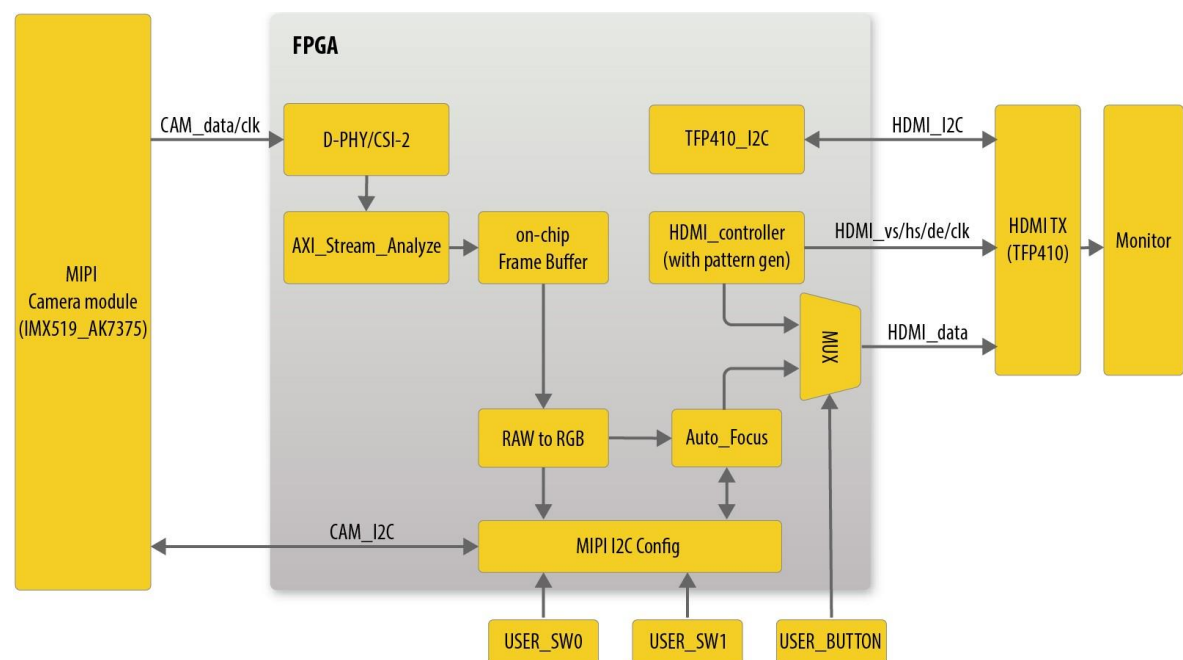 FPGA
CAM_data/clk
D-PHY/CSI-2
TFP410_I2C
HDMI_I2C
AXI_Stream_Analyze
on-chip
Frame Buffer
HDMI_controller
(with pattern gen)
HDMI_vs/hs/de/clk
HDMI TX
(TFP410)
Monitor
MIPI
Camera module
(IMX519_AK7375)
MUX
HDMI_data
RAW to RGB
Auto_Focus
CAM_I2C
MIPI I2C Config
USER_SW0
USER_SW1
USER_BUTTON